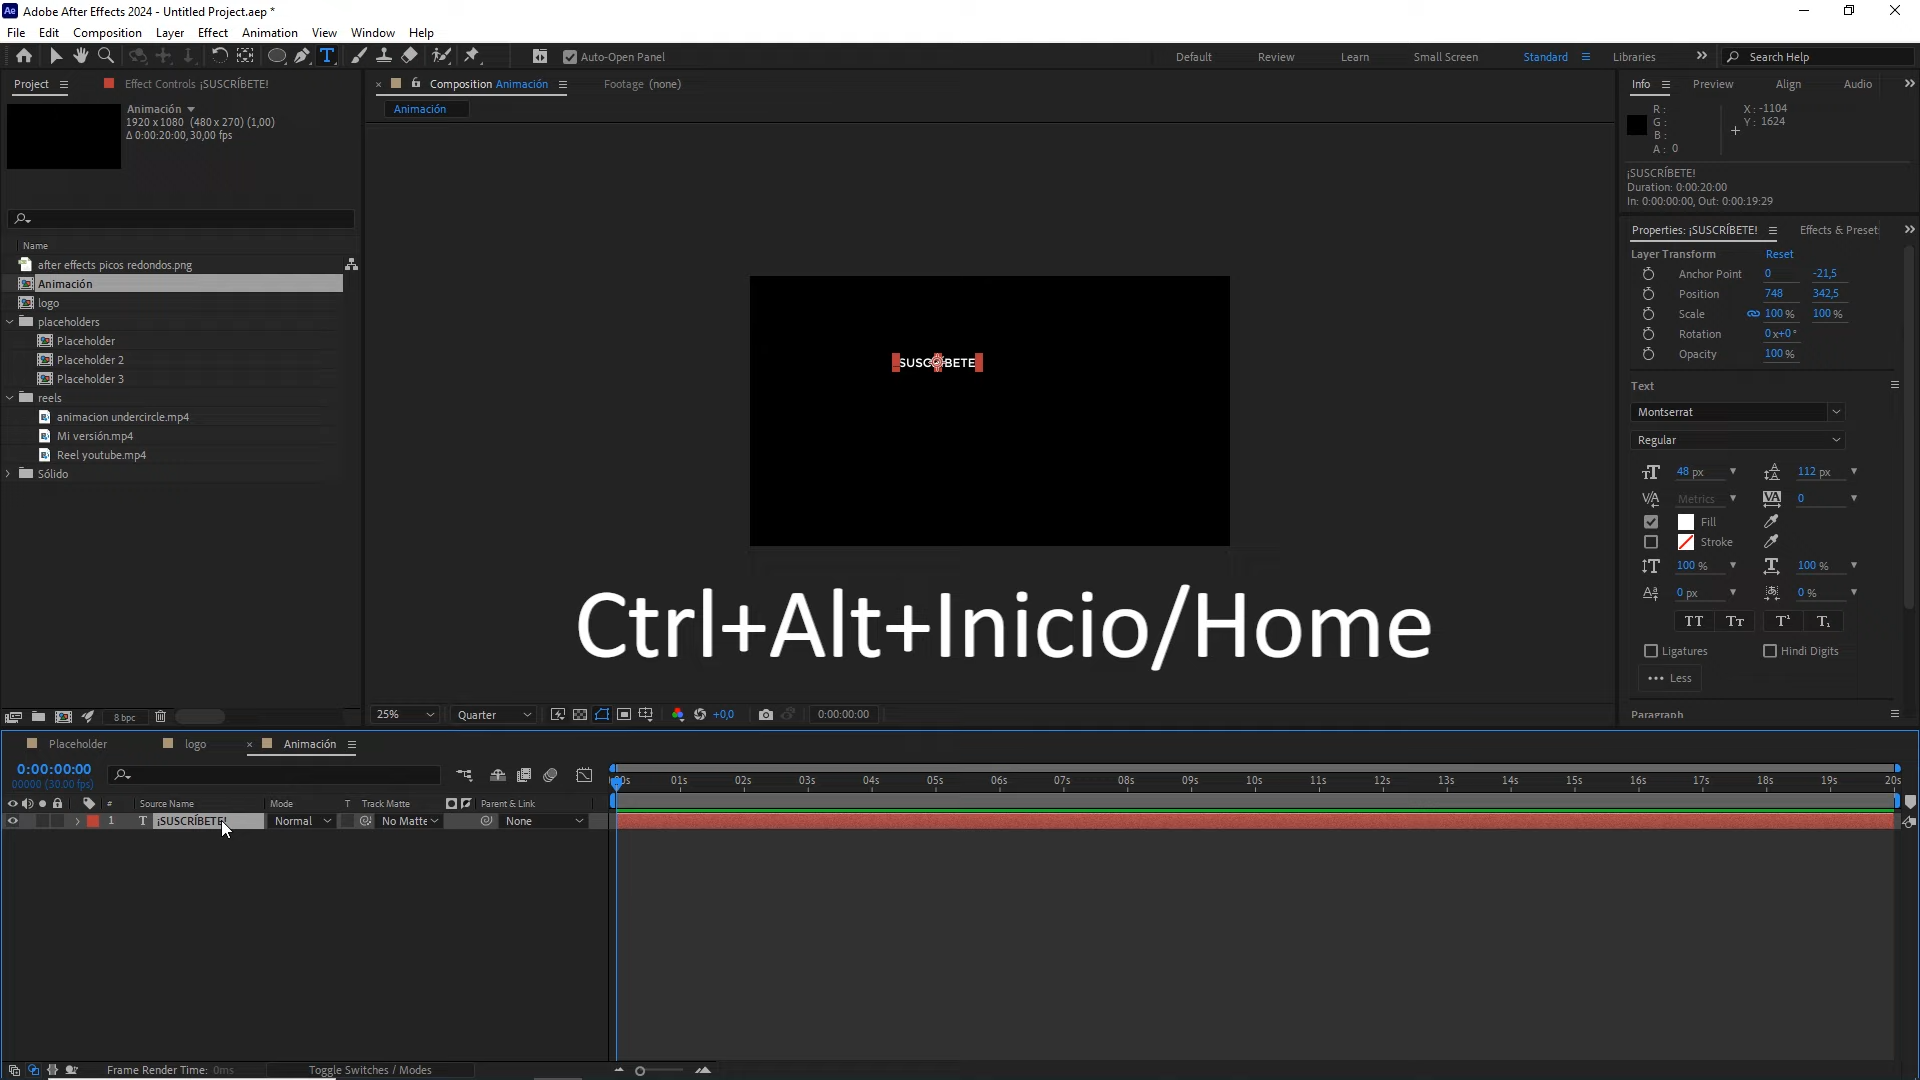 Adobe After Effects 2024 - Untitled Project.aep *
File Edit Composition Layer Effect Animation View Window Help
Auto-Open Panel
Default Review Learn Small Screen Standard Libraries Search Help
Project Effect Controls ¡SUSCRÍBETE!
Animación
1920 x 1080 (480 x 270) (1,00)
Δ 0:00:20:00, 30,00 fps
Name
after effects picos redondos.png
Animación
logo
placeholders
Placeholder
Placeholder 2
Placeholder 3
reels
animacion undercircle.mp4
Mi versión.mp4
Reel youtube.mp4
Sólido
8 bpc
Composition Animación
Footage (none)
Animación
SUSCRÍBETE
Ctrl+Alt+Inicio/Home
25% Quarter +0,0 0:00:00:00
Info Preview Align Audio
R :
G :
B :
A : 0
X : -1104
Y : 1624
¡SUSCRÍBETE!
Duration: 0:00:20:00
In: 0:00:00:00, Out: 0:00:19:29
Properties: ¡SUSCRÍBETE! Effects & Preset
Layer Transform Reset
Anchor Point 0 -21,5
Position 748 342,5
Scale 100 % 100 %
Rotation 0x+0°
Opacity 100 %
Text
Montserrat
Regular
48 px 112 px
Metrics 0
Fill
Stroke
100 % 100 %
0 px 0 %
TT Tт T¹ T₁
Ligatures Hindi Digits
Less
Paragraph
Placeholder logo Animación
0:00:00:00
00000 (30.00 fps)
# Source Name Mode T Track Matte Parent & Link
1 T ¡SUSCRÍBETE! Normal No Matte None
00s 01s 02s 03s 04s 05s 06s 07s 08s 09s 10s 11s 12s 13s 14s 15s 16s 17s 18s 19s 20s
Frame Render Time: 0ms Toggle Switches / Modes